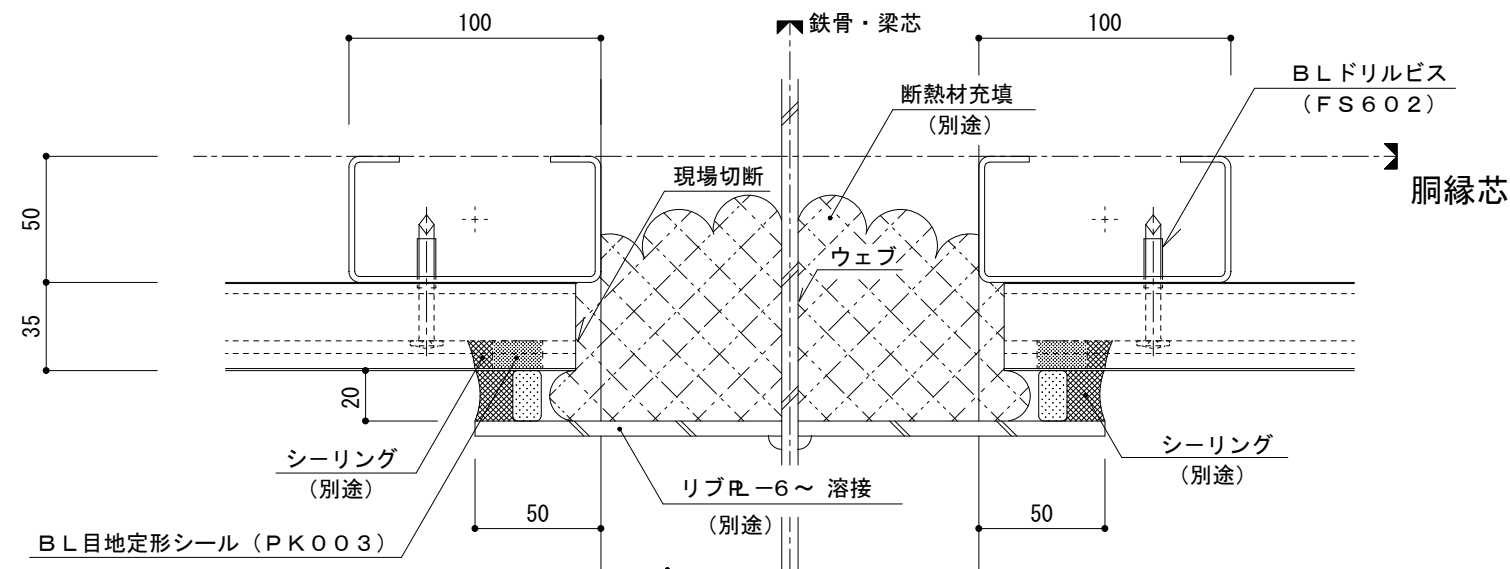 100
鉄骨・梁芯
100
BLドリルビス
(FS602)
断熱材充填
(別途)
現場切断
胴縁芯
50
ウェブ
35
20
シーリング
(別途)
シーリング
(別途)
リブPL-6～ 溶接
(別途)
50
50
BL目地定形シール(PK003)